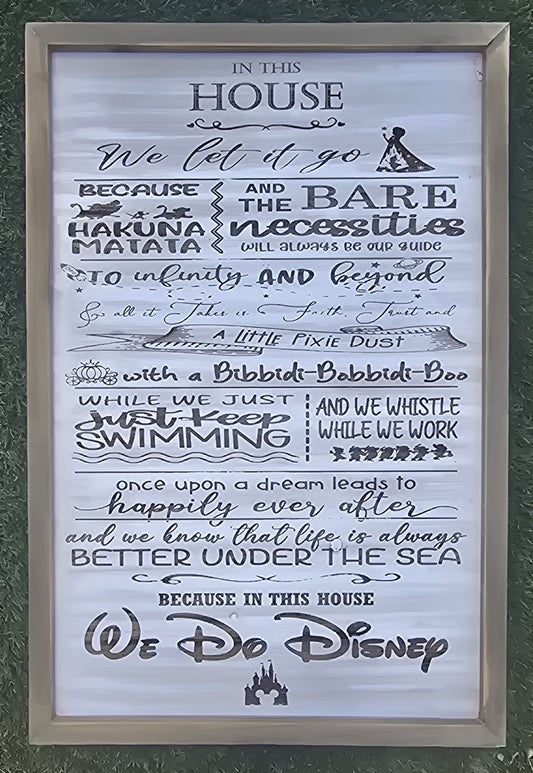 IN THIS
HOUSE
We let it go
BECAUSE
HAKUNA
MATATA
AND
THE BARE
necessities
will always be our guide
TO infinity AND beyond
& all it Takes is Faith, Trust and
A LITTLE PIXIE DUST
with a Bibbidi-Bobbidi-Boo
WHILE WE JUST
just keep
SWIMMING
AND WE WHISTLE
WHILE WE WORK
once upon a dream leads to
happily ever after
and we know that life is always
BETTER UNDER THE SEA
BECAUSE IN THIS HOUSE
We Do Disney